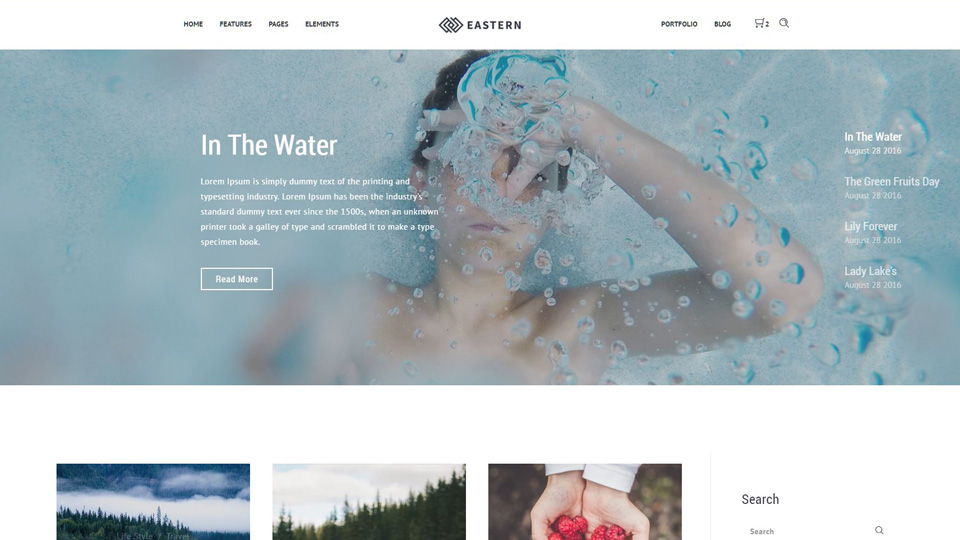 HOME FEATURES PAGES ELEMENTS EASTERN PORTFOLIO BLOG 2
In The Water
Lorem Ipsum is simply dummy text of the printing and
typesetting industry. Lorem Ipsum has been the industry's
standard dummy text ever since the 1500s, when an unknown
printer took a galley of type and scrambled it to make a type
specimen book.
Read More
In The Water
August 28 2016
The Green Fruits Day
August 28 2016
Lily Forever
August 28 2016
Lady Lake's
August 28 2016
Life Style / Travel
Search
Search